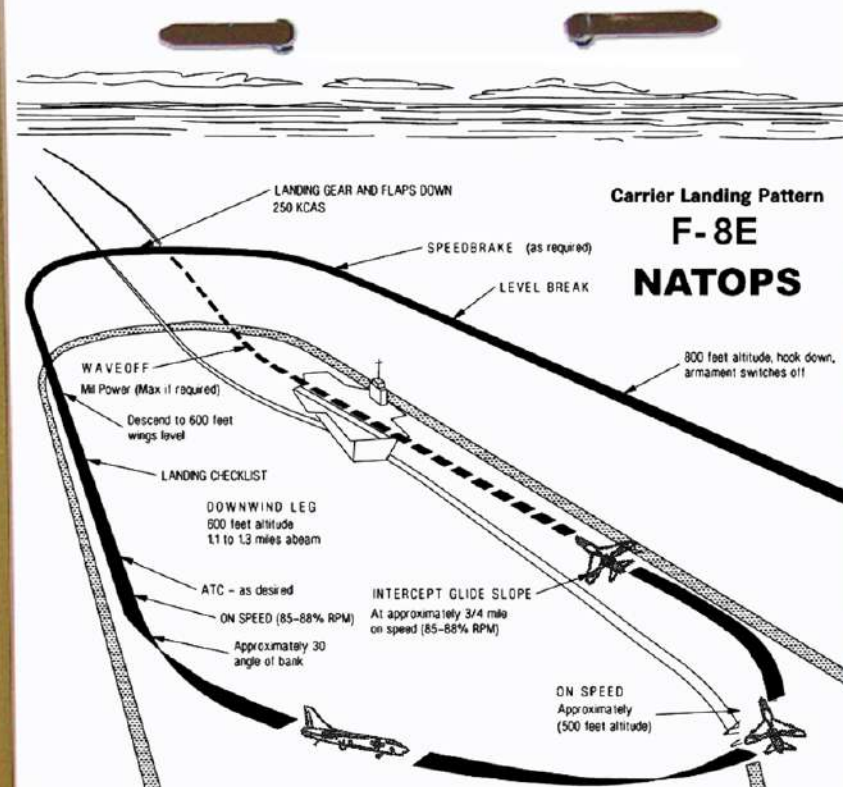 Carrier Landing Pattern
F-8E
NATOPS
LANDING GEAR AND FLAPS DOWN
250 KCAS
SPEEDBRAKE (as required)
LEVEL BREAK
800 feet altitude, hook down,
armament switches off
WAVEOFF
Mil Power (Max if required)
Descend to 600 feet
wings level
LANDING CHECKLIST
DOWNWIND LEG
600 feet altitude
1.1 to 1.3 miles abeam
ATC - as desired
ON SPEED (85-88% RPM)
Approximately 30
angle of bank
INTERCEPT GLIDE SLOPE
At approximately 3/4 mile
on speed (85-88% RPM)
ON SPEED
Approximately
(500 feet altitude)